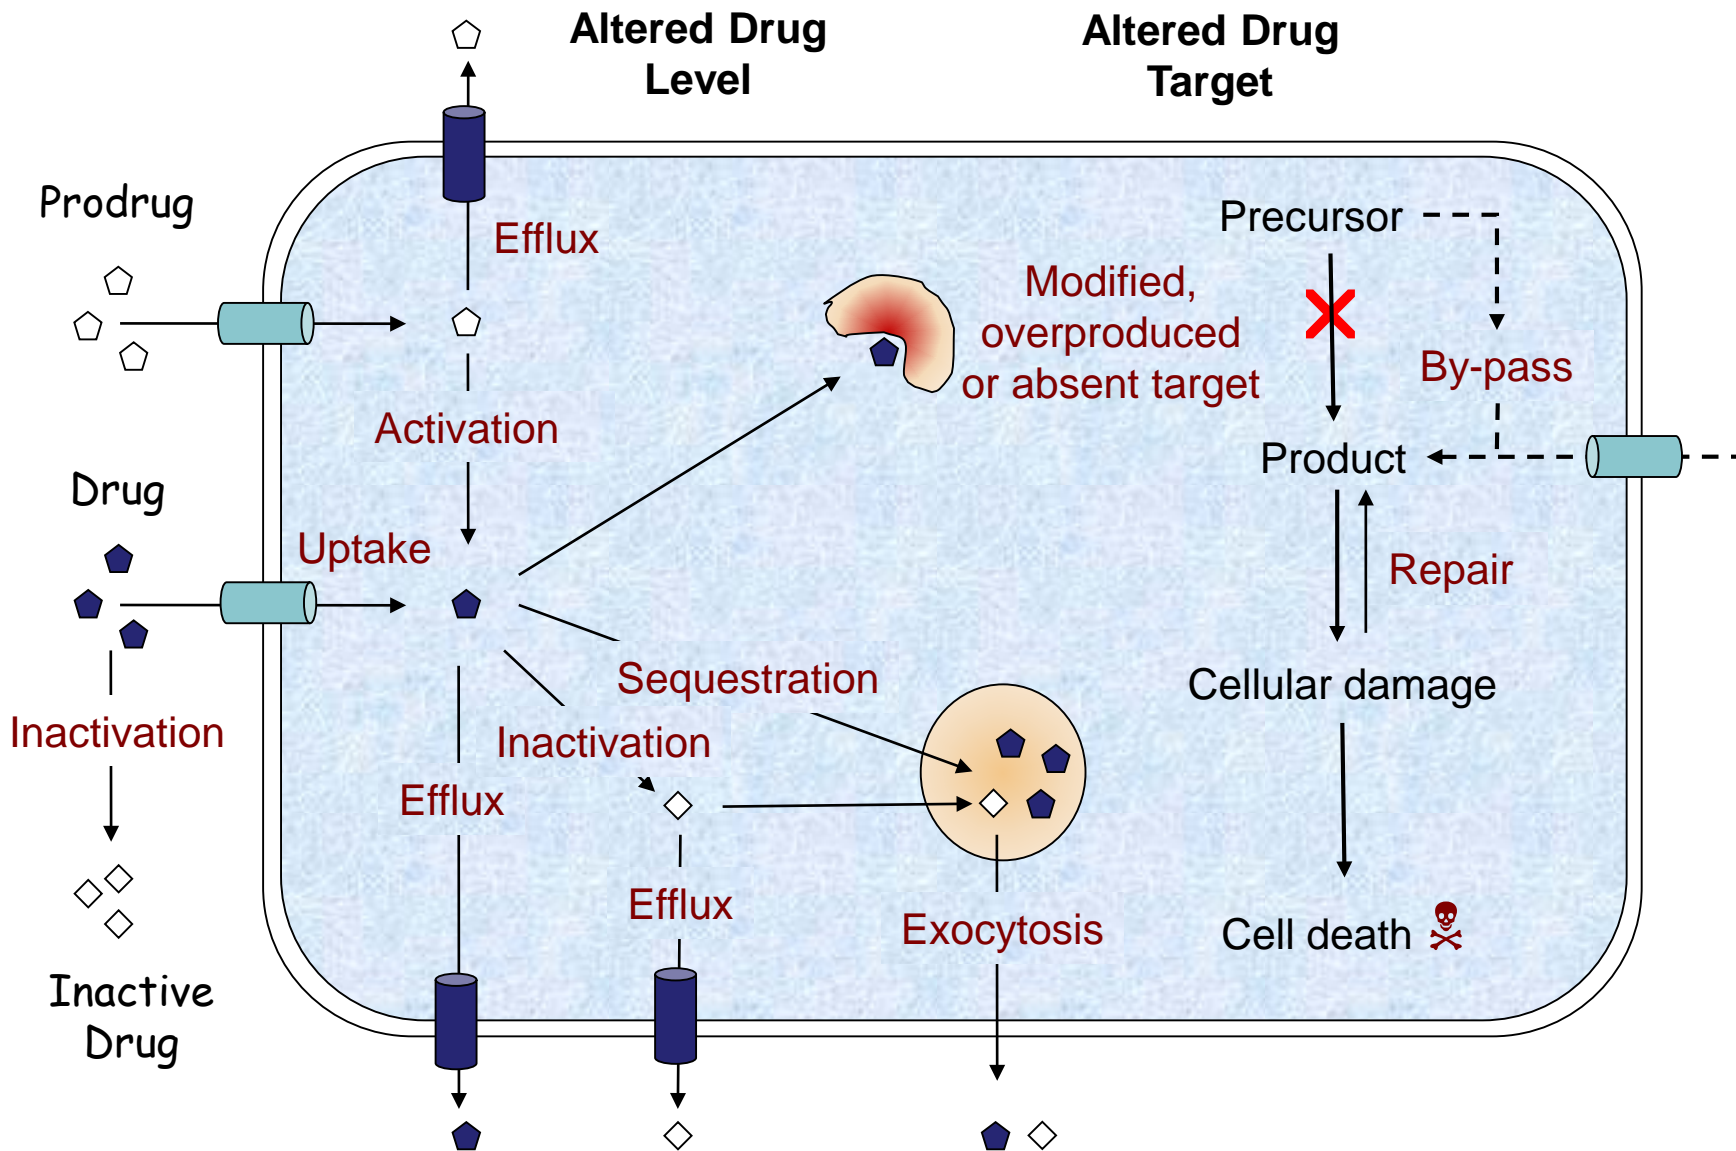 Altered Drug
Level
Altered Drug
Target
Prodrug
Efflux
Precursor
Modified,
overproduced
or absent target
By-pass
Activation
Product
Drug
Uptake
Repair
Sequestration
Cellular damage
Inactivation
Inactivation
Efflux
Efflux
Exocytosis
Cell death
Inactive
Drug